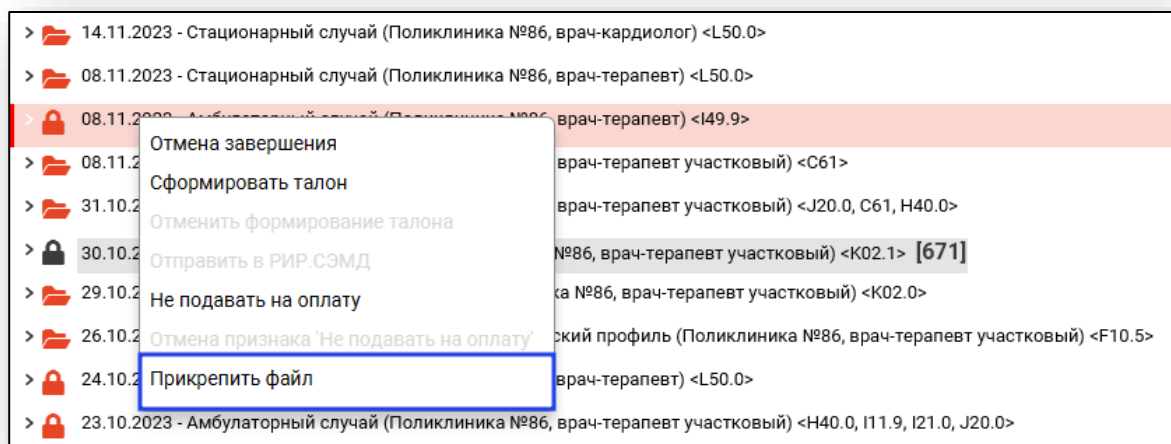 14.11.2023 - Стационарный случай (Поликлиника №86, врач-кардиолог) <L50.0>
08.11.2023 - Стационарный случай (Поликлиника №86, врач-терапевт) <L50.0>
08.11.2023 - Амбулаторный случай (Поликлиника №86, врач-терапевт) <I49.9>
Отмена завершения
08.11.2 врач-терапевт участковый) <C61>
Сформировать талон
31.10.2 врач-терапевт участковый) <J20.0, C61, H40.0>
Отменить формирование талона
30.10.2 №86, врач-терапевт участковый) <K02.1> [671]
Отправить в РИР.СЭМД
29.10.2 ка №86, врач-терапевт участковый) <K02.0>
Не подавать на оплату
26.10.2 ский профиль (Поликлиника №86, врач-терапевт участковый) <F10.5>
Отмена признака 'Не подавать на оплату'
24.10.2 врач-терапевт) <L50.0>
Прикрепить файл
23.10.2023 - Амбулаторный случай (Поликлиника №86, врач-терапевт участковый) <H40.0, I11.9, I21.0, J20.0>